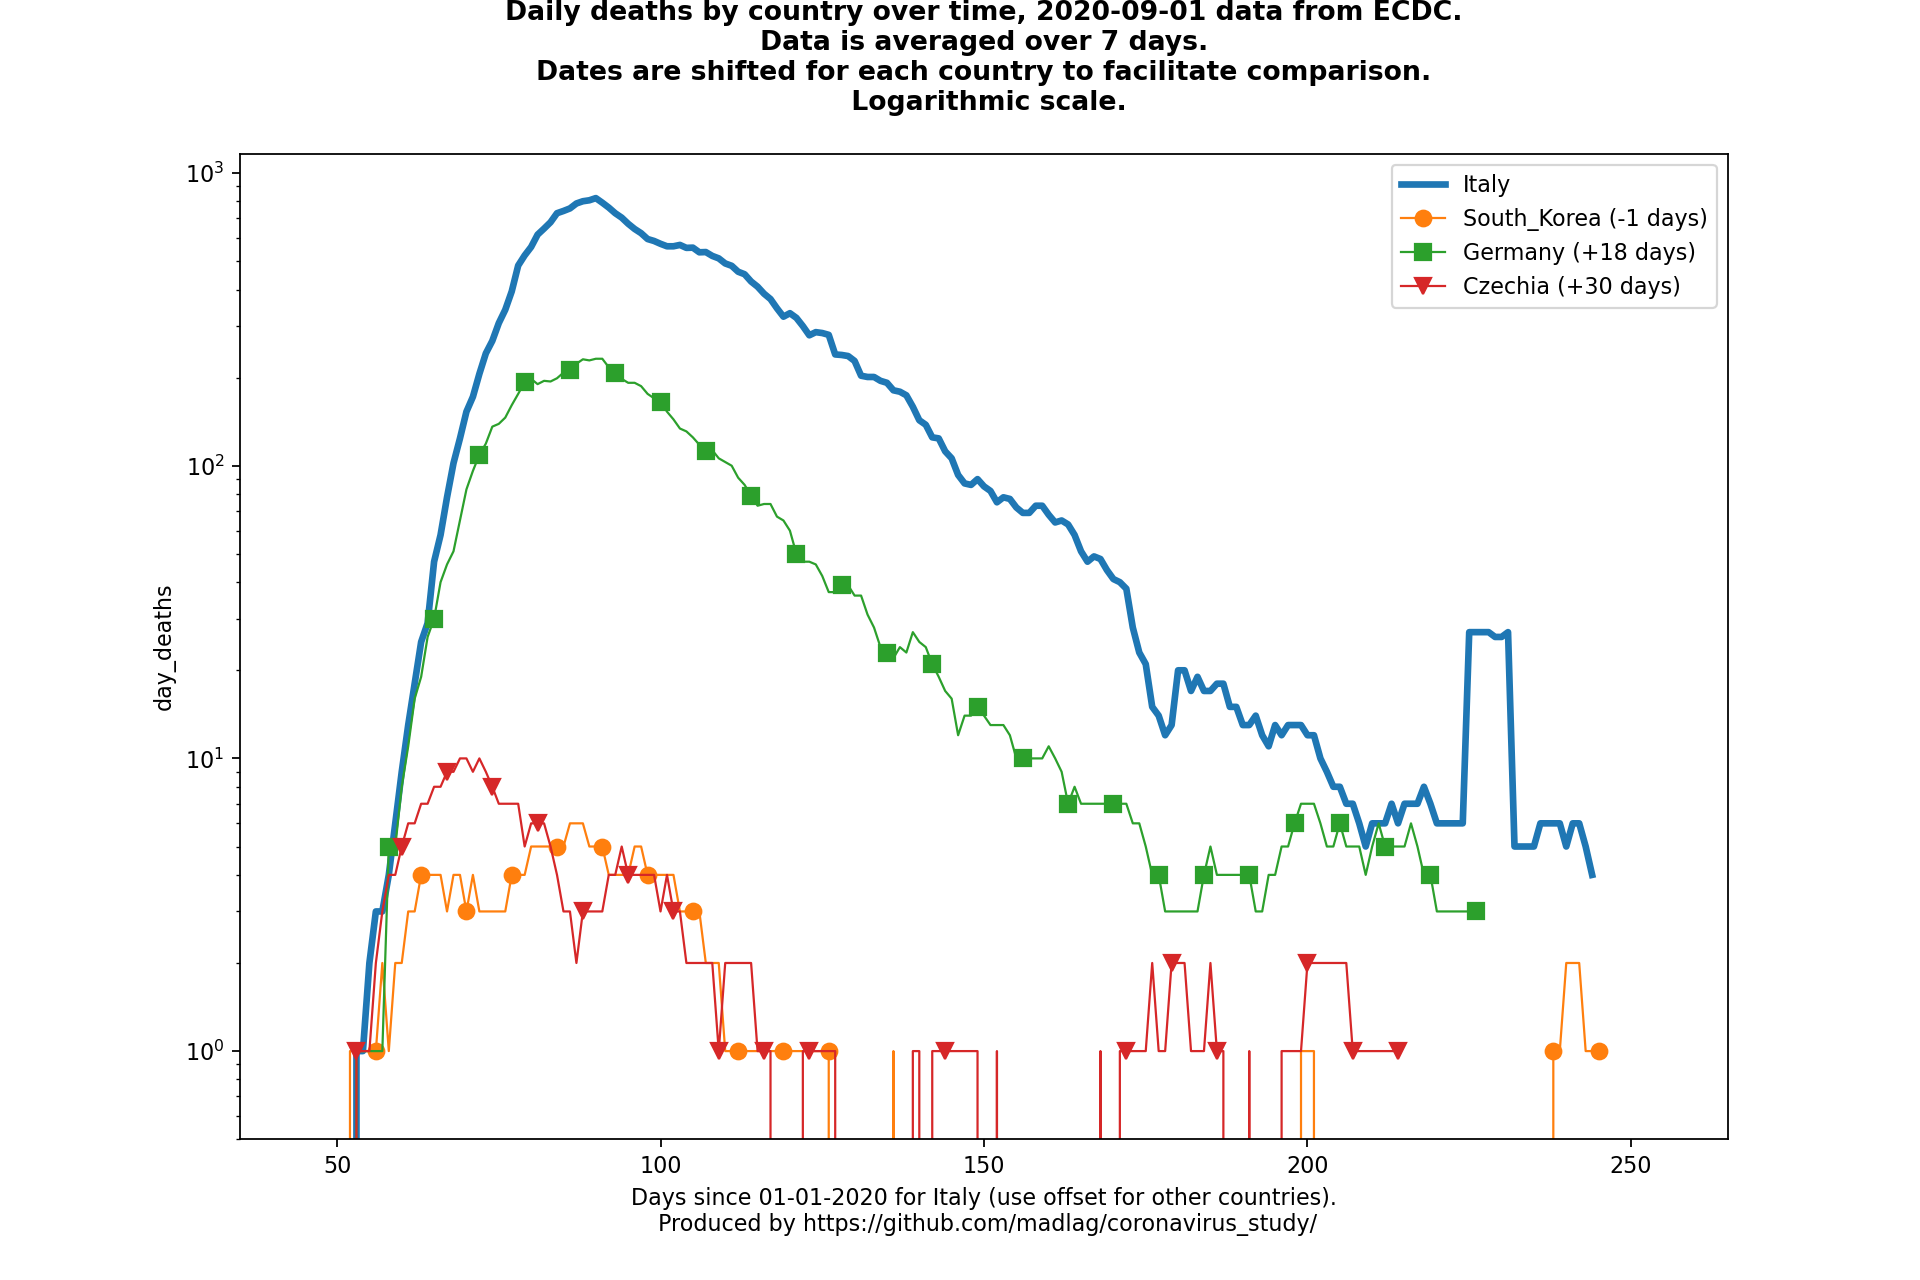 Daily deaths by country over time, 2020-09-01 data from ECDC.
Data is averaged over 7 days.
Dates are shifted for each country to facilitate comparison.
Logarithmic scale.
10³
10²
10¹
10⁰
day_deaths
Italy
South_Korea (-1 days)
Germany (+18 days)
Czechia (+30 days)
50 100 150 200 250
Days since 01-01-2020 for Italy (use offset for other countries).
Produced by https://github.com/madlag/coronavirus_study/